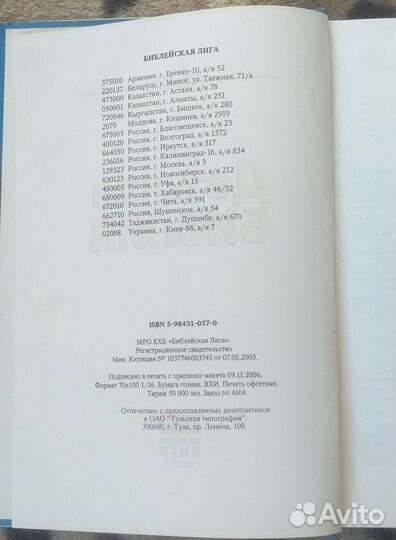 БИБЛЕЙСКАЯ ЛИГА
375010 Армения, г. Ереван-10, а/я 52
220137 Беларусь, г. Минск, ул. Таежная, 71/а
473000 Казахстан, г. Астана, а/я 78
050001 Казахстан, г. Алматы, а/я 251
720046 Кыргызстан, г. Бишкек, а/я 280
2070 Молдова, г. Кишинев, а/я 2919
675005 Россия, г. Благовещенск, а/я 23
400120 Россия, г. Волгоград, а/я 1572
664050 Россия, г. Иркутск, а/я 317
236016 Россия, г. Калининград-16, а/я 854
129323 Россия, г. Москва, а/я 3
630123 Россия, г. Новосибирск, а/я 212
450005 Россия, г. Уфа, а/я 15
680009 Россия, г. Хабаровск, а/я 46/32
672010 Россия, г. Чита, а/я 391
662710 Россия, Шушенское, а/я 54
734042 Таджикистан, г. Душанбе, а/я 670
02088 Украина, г. Киев-88, а/я 7
ISBN 5-98431-057-0
МРО ЕХБ «Библейская Лига».
Регистрационное свидетельство
Мин. Юстиции № 1037746003745 от 07.05.2003.
Подписано в печать с оригинал-макета 09.11.2006.
Формат 70x100 1/16. Бумага гознак, ВХИ. Печать офсетная.
Тираж 50 000 экз. Заказ № 4604.
Отпечатано с предоставленных диапозитивов
в ОАО "Тульская типография".
300600, г. Тула, пр. Ленина, 109.
Avito